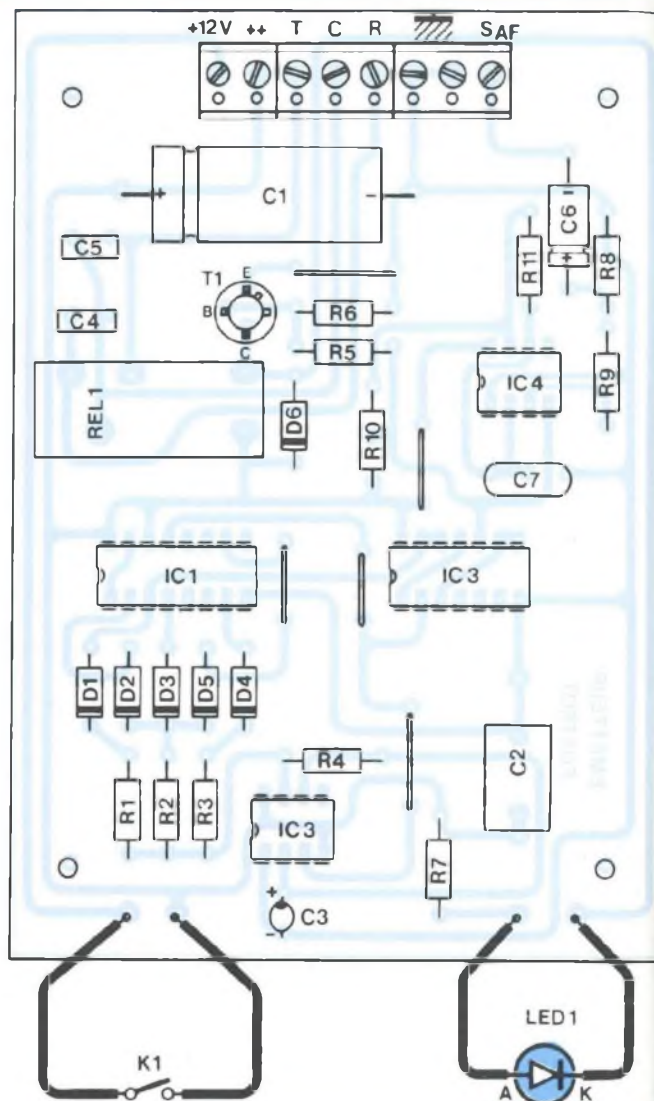 +12V ++ T C R SAF
+ C1 -
C5
T1 E
B
C
C4
R6
R5
REL1
D6
R10
C6
-
+
R11
R8
IC4
R9
C7
IC1
IC3
D1 D2 D3 D5 D4
R4
C2
R1 R2 R3
IC3
R7
+
C3
-
K1
LED1
A K